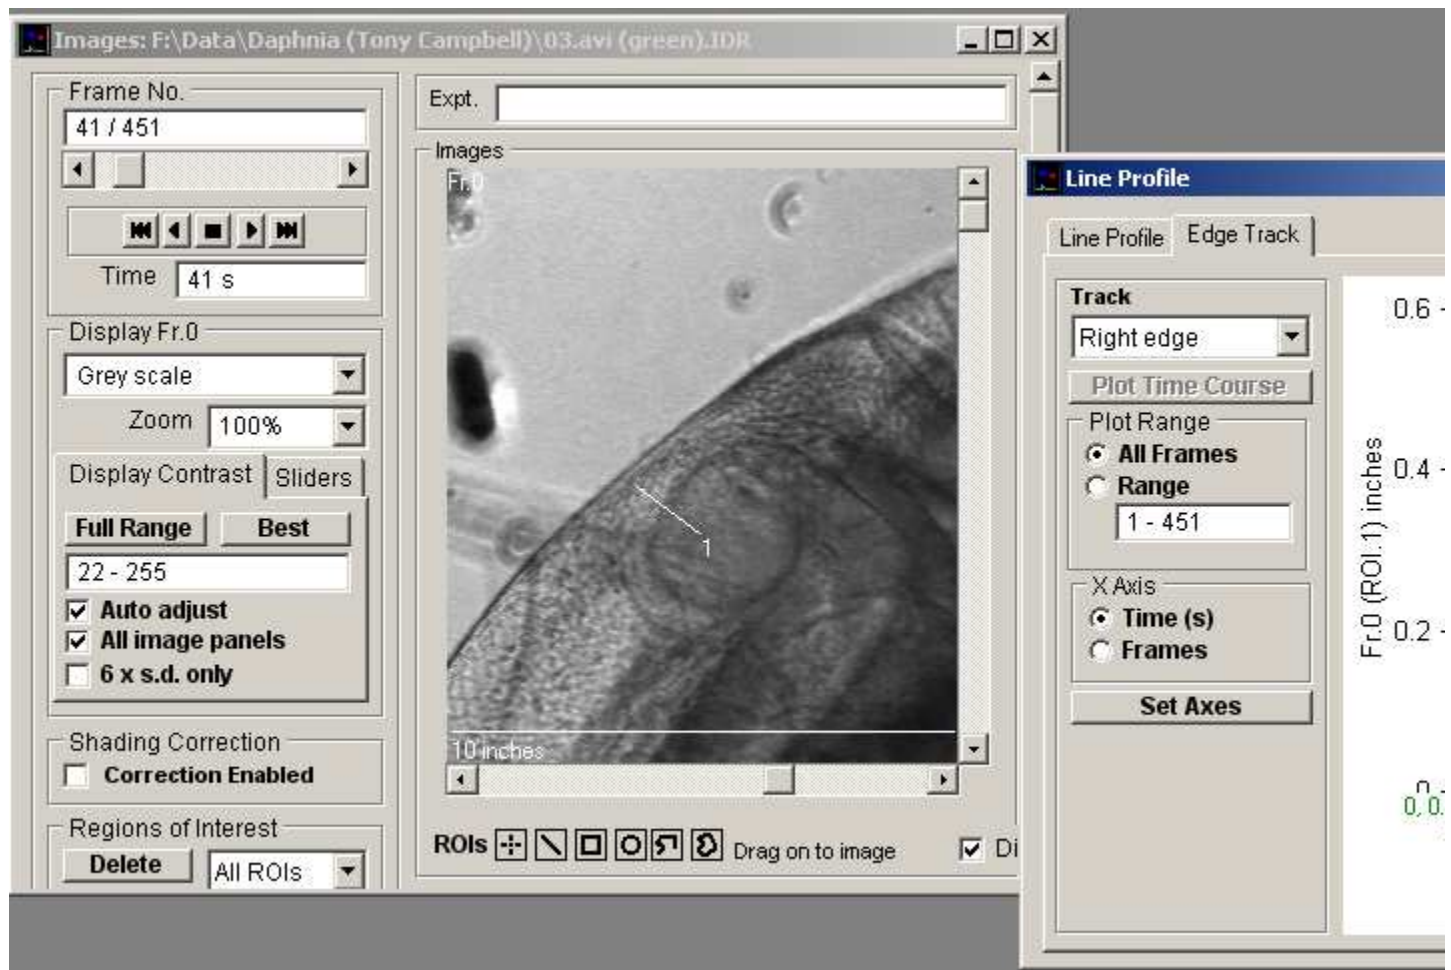 Images: F:\Data\Daphnia (Tony Campbell)\03.avi (green).IDR
Frame No.
41 / 451
Time 41 s
Display Fr.0
Grey scale
Zoom 100%
Display Contrast Sliders
Full Range Best
22 - 255
Auto adjust
All image panels
6 x s.d. only
Shading Correction
Correction Enabled
Regions of Interest
Delete All ROIs
Expt.
Images
Fr.0
1
10 inches
ROIs Drag on to image Di
Line Profile
Line Profile Edge Track
Track
Right edge
Plot Time Course
Plot Range
All Frames
Range
1 - 451
X Axis
Time (s)
Frames
Set Axes
Fr.0 (ROI.1) inches
0.6
0.4
0.2
0
0, 0.